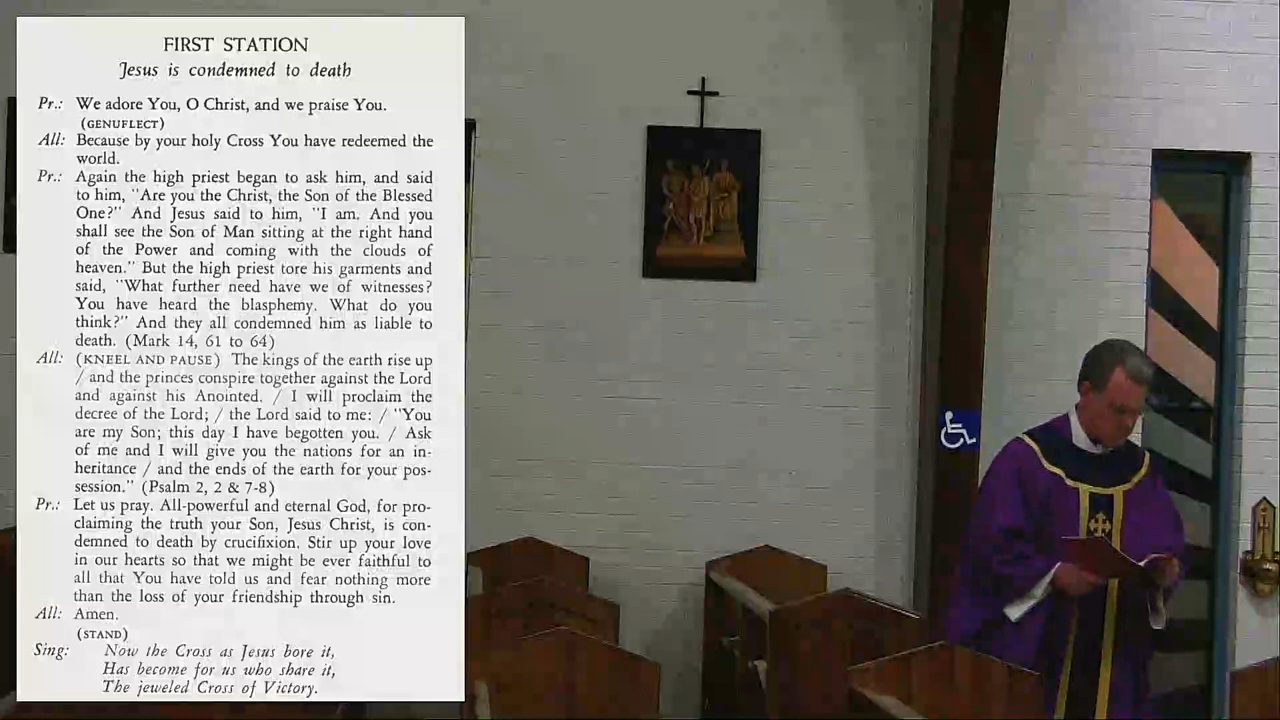 FIRST STATION
Jesus is condemned to death
Pr.: We adore You, O Christ, and we praise You.
(GENUFLECT)
All: Because by your holy Cross You have redeemed the
world.
Pr.: Again the high priest began to ask him, and said
to him, "Are you the Christ, the Son of the Blessed
One?" And Jesus said to him, "I am. And you
shall see the Son of Man sitting at the right hand
of the Power and coming with the clouds of
heaven." But the high priest tore his garments and
said, "What further need have we of witnesses?
You have heard the blasphemy. What do you
think?" And they all condemned him as liable to
death. (Mark 14, 61 to 64)
All: (KNEEL AND PAUSE) The kings of the earth rise up
/ and the princes conspire together against the Lord
and against his Anointed. / I will proclaim the
decree of the Lord; / the Lord said to me: / "You
are my Son; this day I have begotten you. / Ask
of me and I will give you the nations for an in-
heritance / and the ends of the earth for your pos-
session." (Psalm 2, 2 & 7-8)
Pr.: Let us pray. All-powerful and eternal God, for pro-
claiming the truth your Son, Jesus Christ, is con-
demned to death by crucifixion. Stir up your love
in our hearts so that we might be ever faithful to
all that You have told us and fear nothing more
than the loss of your friendship through sin.
All: Amen.
(STAND)
Sing: Now the Cross as Jesus bore it,
Has become for us who share it,
The jeweled Cross of Victory.